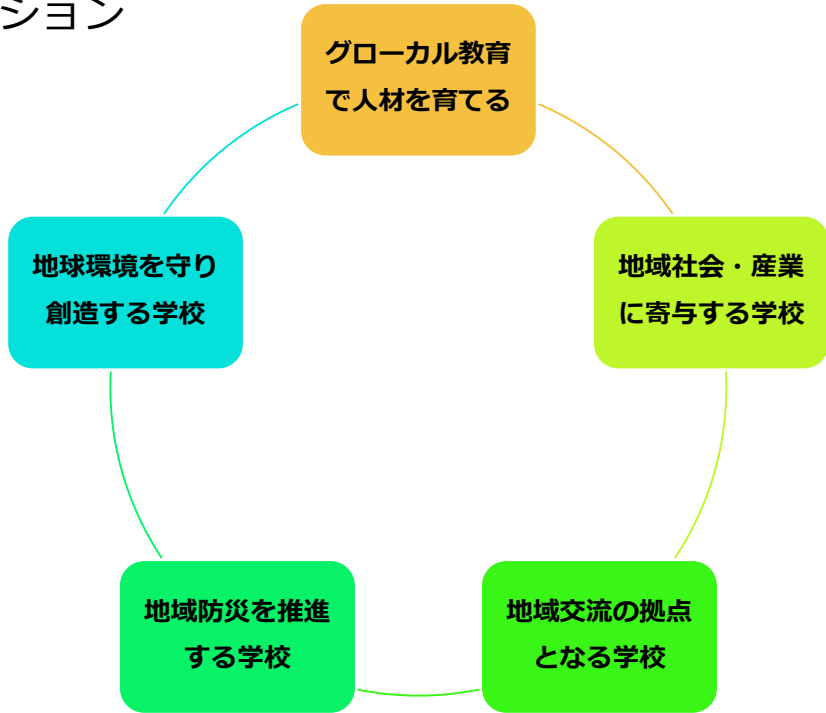 ション
グローカル教育
で人材を育てる
地球環境を守り
創造する学校
地域社会・産業
に寄与する学校
地域防災を推進
する学校
地域交流の拠点
となる学校